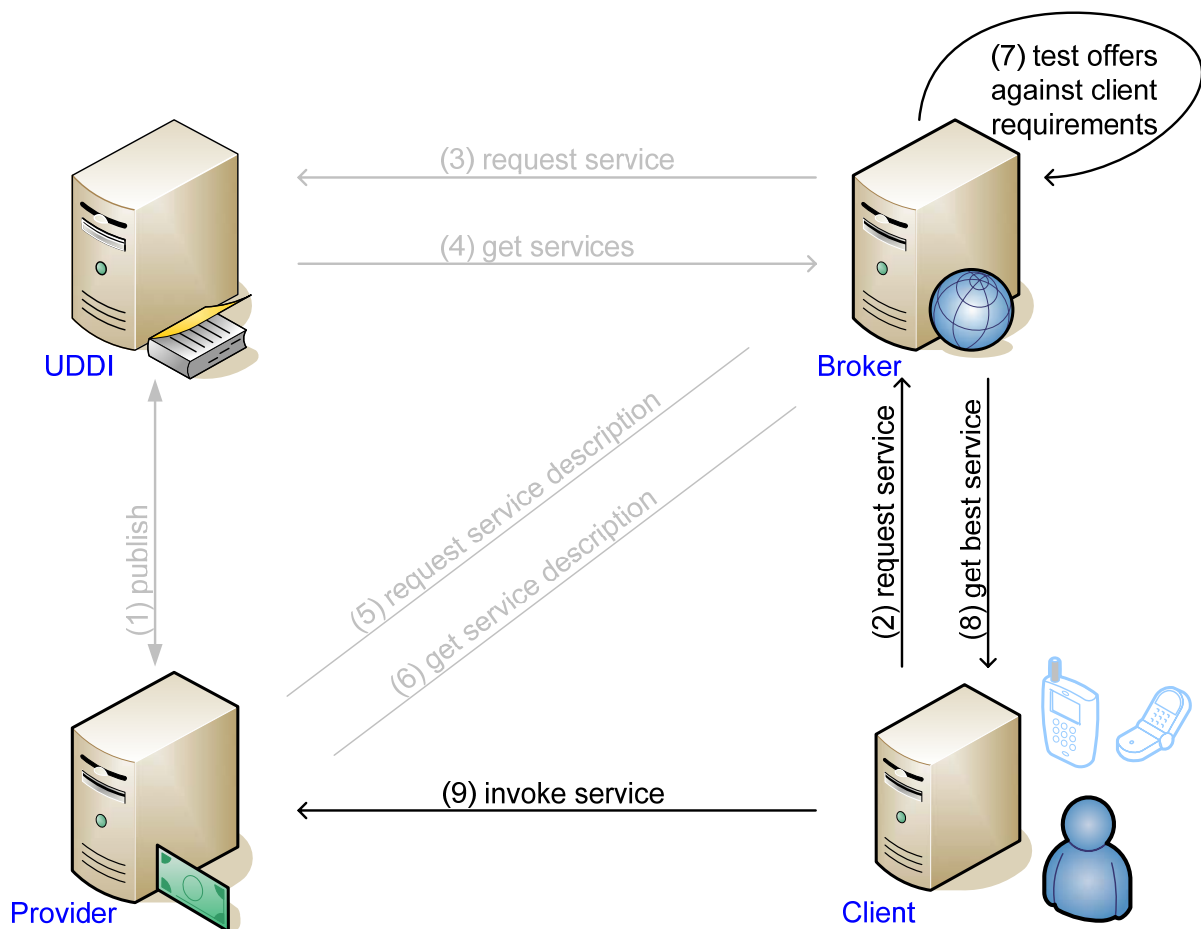 (7) test offers
against client
requirements
(3) request service
(4) get services
UDDI
Broker
(1) publish
(5) request service description
(6) get service description
(2) request service
(8) get best service
(9) invoke service
Provider
Client